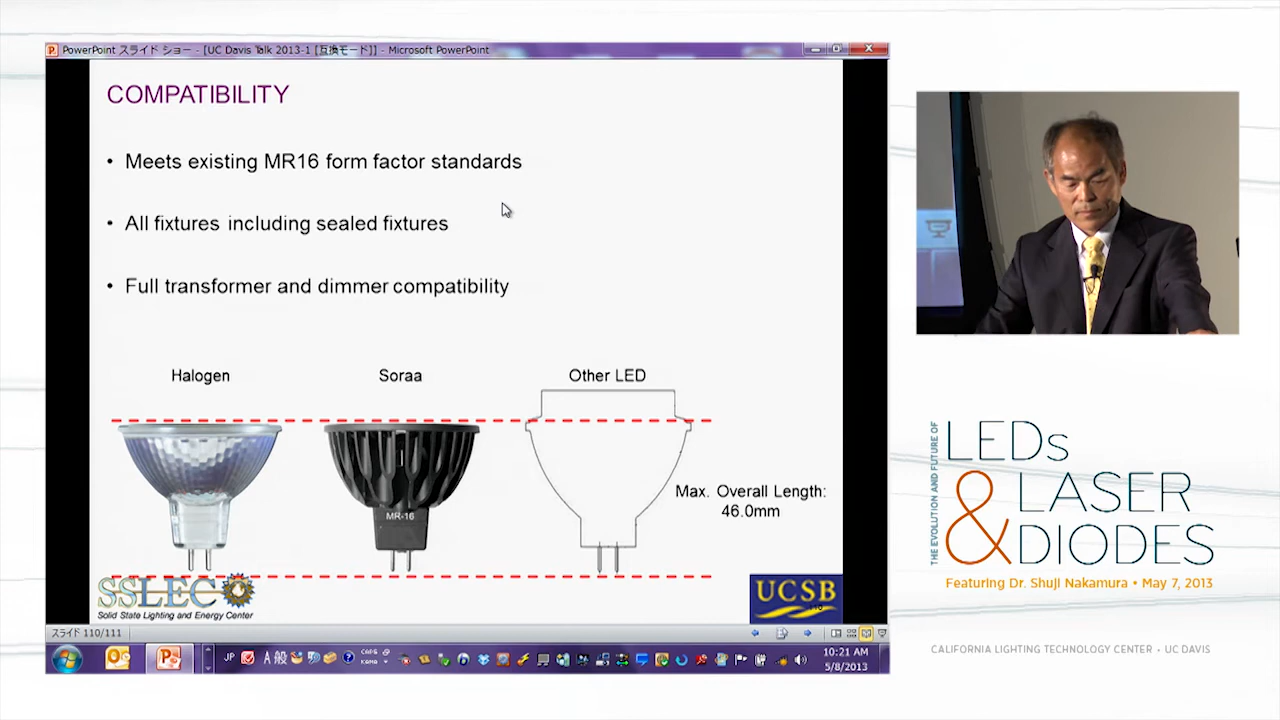 PowerPoint スライド ショー - [UC Davis Talk 2013-1 [互換モード]] - Microsoft PowerPoint
COMPATIBILITY
• Meets existing MR16 form factor standards
• All fixtures including sealed fixtures
• Full transformer and dimmer compatibility
Halogen
Soraa
Other LED
MR-16
Max. Overall Length:
46.0mm
SSLEC
Solid State Lighting and Energy Center
UCSB
スライド 110/111
JP
A 般
CAPS
KANA
10:21 AM
5/8/2013
THE EVOLUTION AND FUTURE OF
LEDs
& LASER
DIODES
Featuring Dr. Shuji Nakamura • May 7, 2013
CALIFORNIA LIGHTING TECHNOLOGY CENTER • UC DAVIS